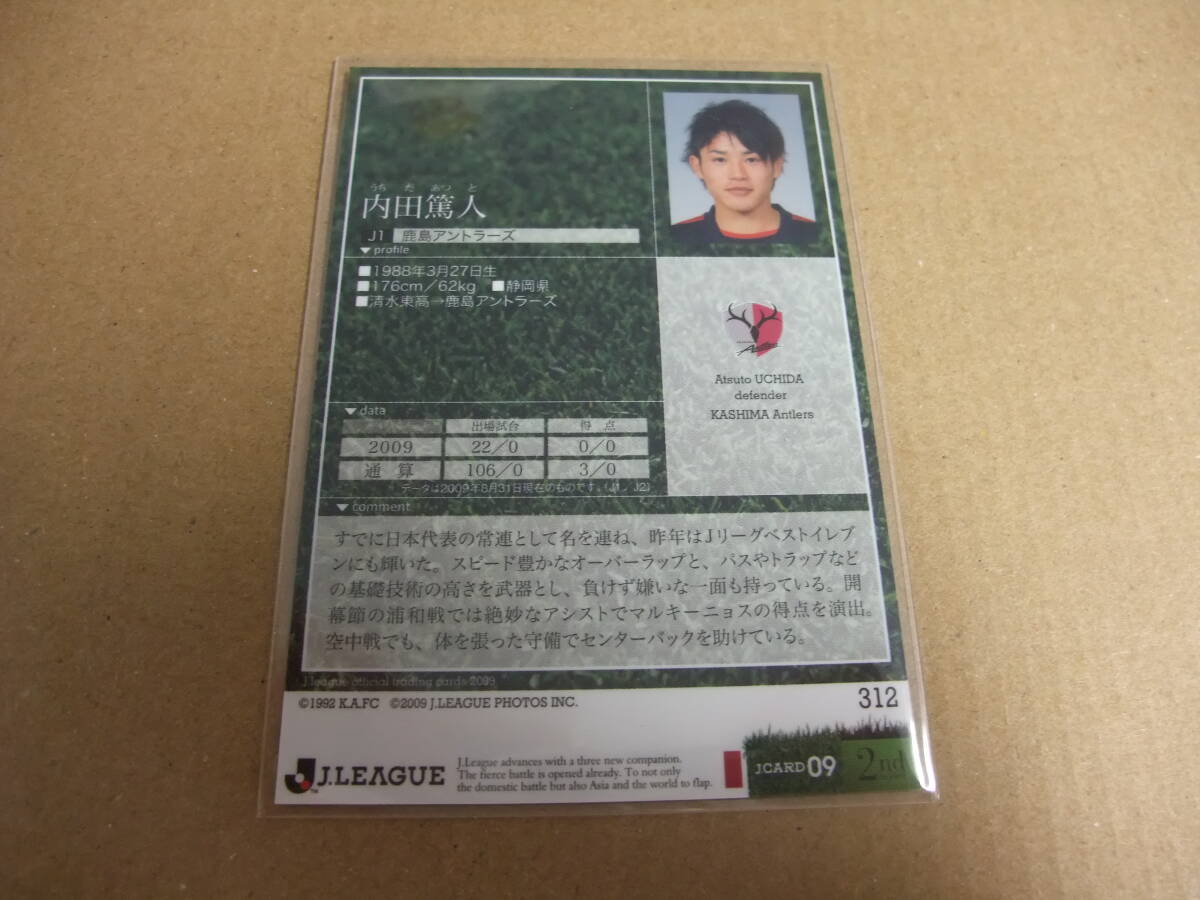 うち だ あつ と
内田篤人
J1 鹿島アントラーズ
▼ profile
■1988年3月27日生
■176cm／62kg ■静岡県
■清水東高→鹿島アントラーズ
Atsuto UCHIDA
defender
KASHIMA Antlers
▼ data
出場試合 得 点
2009 22／0 0／0
通 算 106／0 3／0
データは2009年8月31日現在のものです。(J1／J2)
▼ comment
すでに日本代表の常連として名を連ね、昨年はJリーグベストイレブ
ンにも輝いた。スピード豊かなオーバーラップと、パスやトラップなど
の基礎技術の高さを武器とし、負けず嫌いな一面も持っている。開
幕節の浦和戦では絶妙なアシストでマルキーニョスの得点を演出。
空中戦でも、体を張った守備でセンターバックを助けている。
J.league official trading cards 2009
©1992 K.A.FC ©2009 J.LEAGUE PHOTOS INC.
312
J.LEAGUE
TM
J.League advances with a three new companion.
The fierce battle is opened already. To not only
the domestic battle but also Asia and the world to flap.
J.CARD 09 2nd